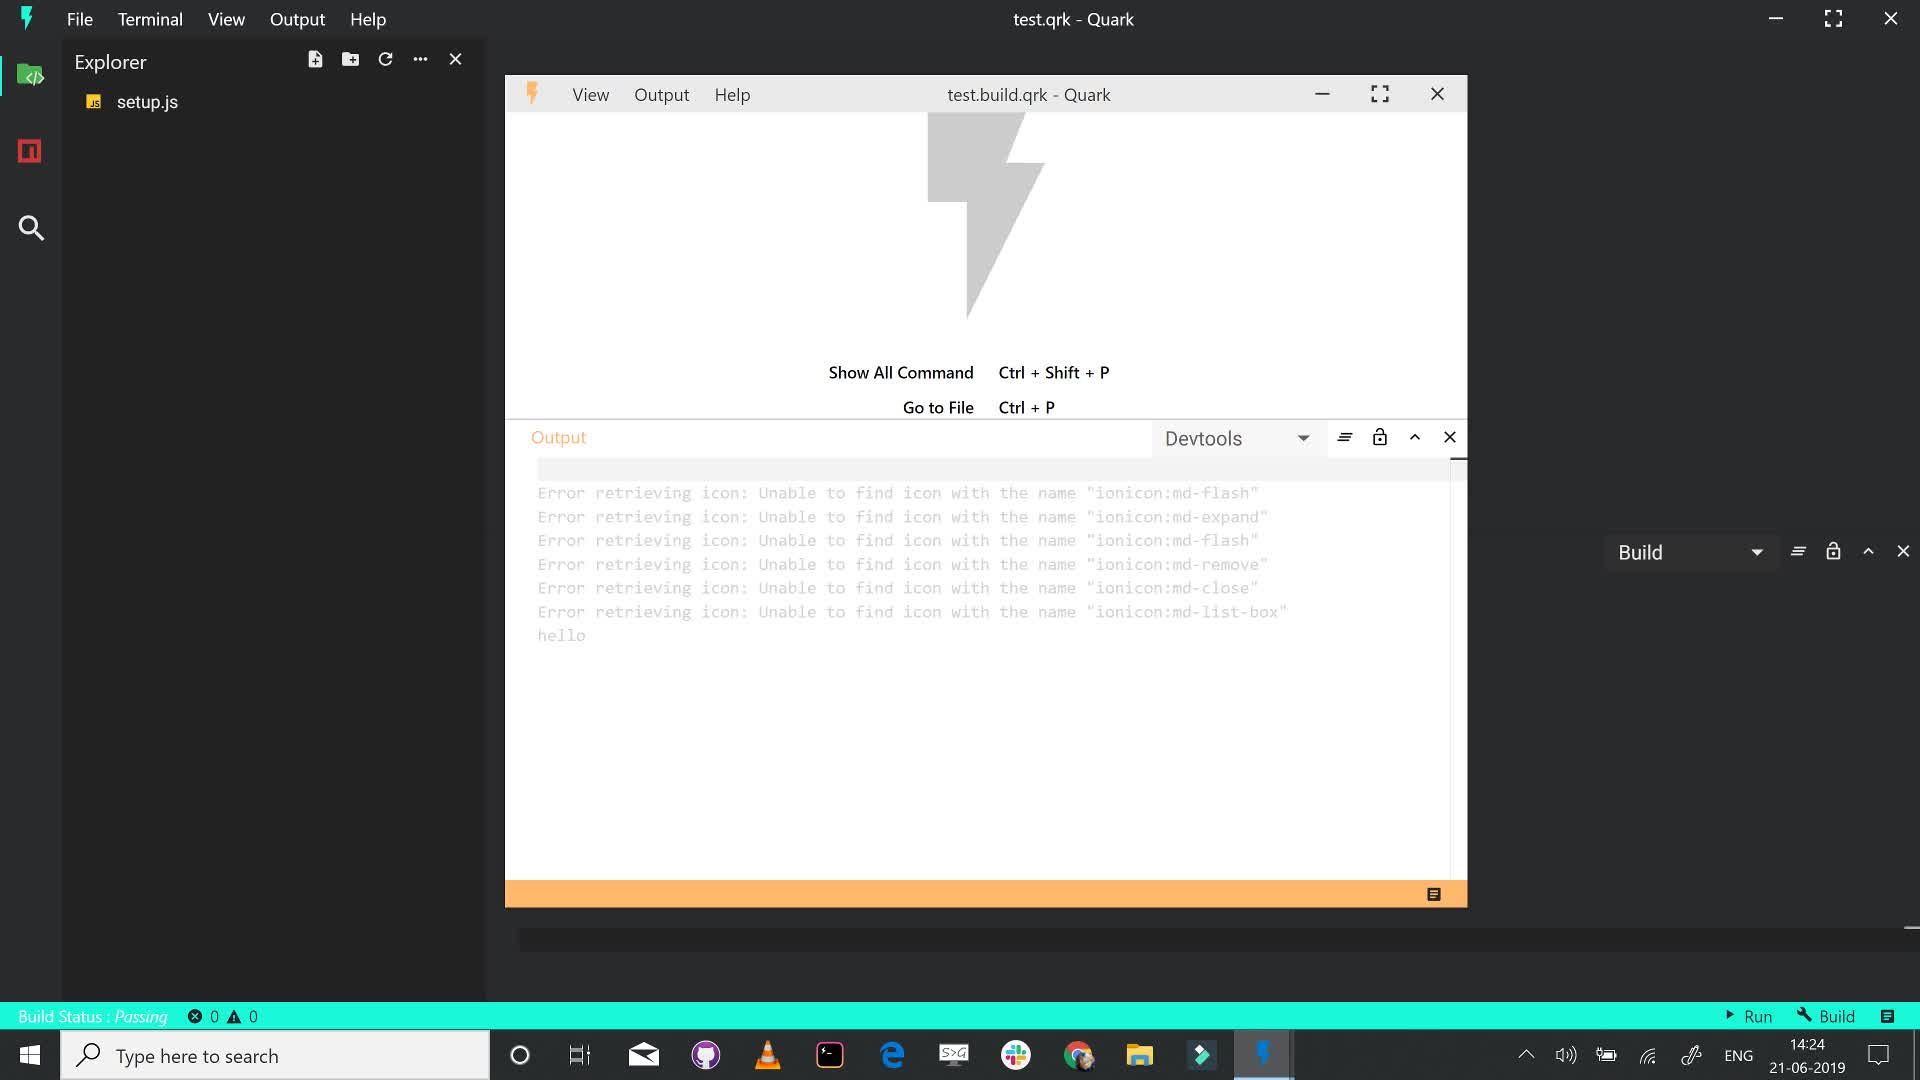 File Terminal View Output Help test.qrk - Quark
Explorer
JS setup.js
View Output Help test.build.qrk - Quark
Show All Command Ctrl + Shift + P
Go to File Ctrl + P
Output Devtools
Error retrieving icon: Unable to find icon with the name "ionicon:md-flash"
Error retrieving icon: Unable to find icon with the name "ionicon:md-expand"
Error retrieving icon: Unable to find icon with the name "ionicon:md-flash"
Error retrieving icon: Unable to find icon with the name "ionicon:md-remove"
Error retrieving icon: Unable to find icon with the name "ionicon:md-close"
Error retrieving icon: Unable to find icon with the name "ionicon:md-list-box"
hello
Build
Build Status : Passing 0 0 Run Build
Type here to search S>G ENG 14:24
21-06-2019